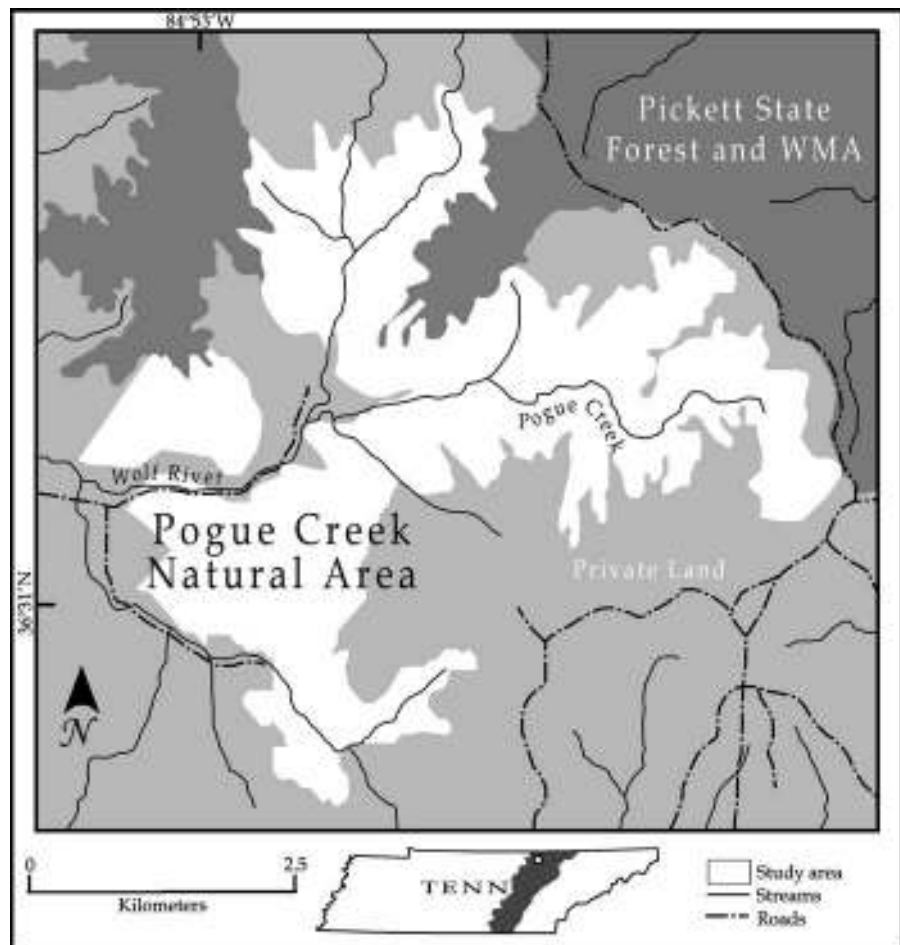 84°53'W
Pickett State
Forest and WMA
Pogue Creek
Wolf River
Pogue Creek
Natural Area
Private Land
36°31'N
N
0 2.5
Kilometers
TENN
Study area
Streams
Roads